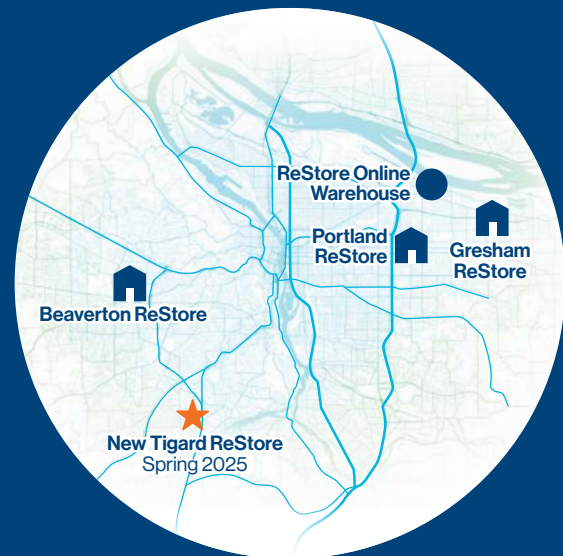 ReStore Online
Warehouse
Portland
ReStore
Gresham
ReStore
Beaverton ReStore
New Tigard ReStore
Spring 2025